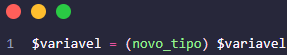 1 $variavel = (novo_tipo) $variavel